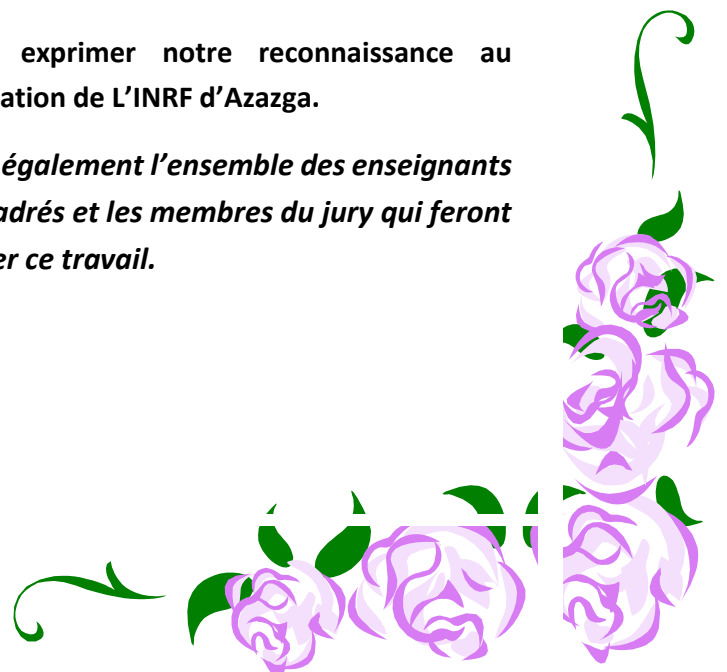 exprimer notre reconnaissance au
ation de L’INRF d’Azazga.
également l’ensemble des enseignants
adrés et les membres du jury qui feront
er ce travail.